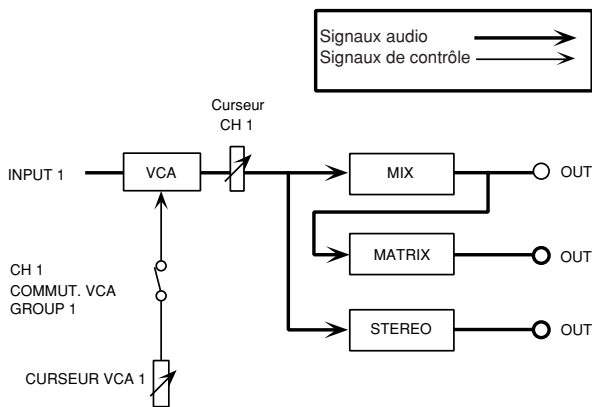 Signaux audio
Signaux de contrôle
Curseur
CH 1
INPUT 1
VCA
MIX
OUT
MATRIX
OUT
CH 1
COMMUT. VCA
GROUP 1
STEREO
OUT
CURSEUR VCA 1